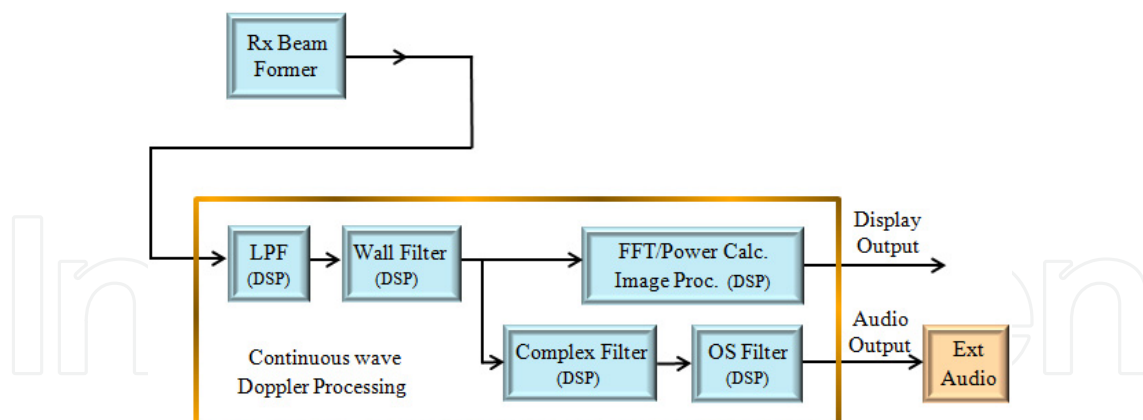 Rx Beam
Former
LPF
(DSP)
Wall Filter
(DSP)
FFT/Power Calc.
Image Proc. (DSP)
Display
Output
Complex Filter
(DSP)
OS Filter
(DSP)
Audio
Output
Ext
Audio
Continuous wave
Doppler Processing